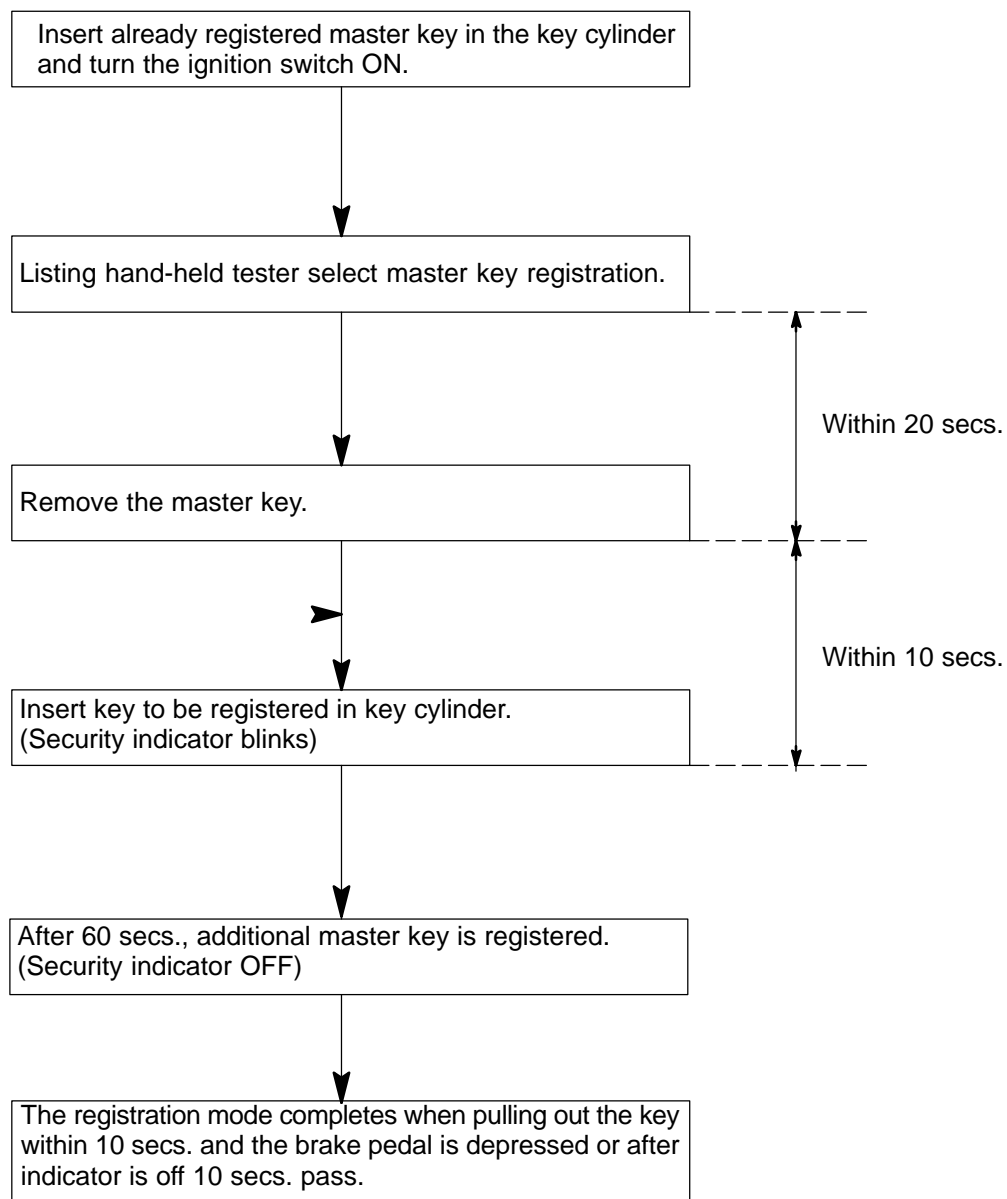 Insert already registered master key in the key cylinder
and turn the ignition switch ON.
Listing hand-held tester select master key registration.
Within 20 secs.
Remove the master key.
Within 10 secs.
Insert key to be registered in key cylinder.
(Security indicator blinks)
After 60 secs., additional master key is registered.
(Security indicator OFF)
The registration mode completes when pulling out the key
within 10 secs. and the brake pedal is depressed or after
indicator is off 10 secs. pass.